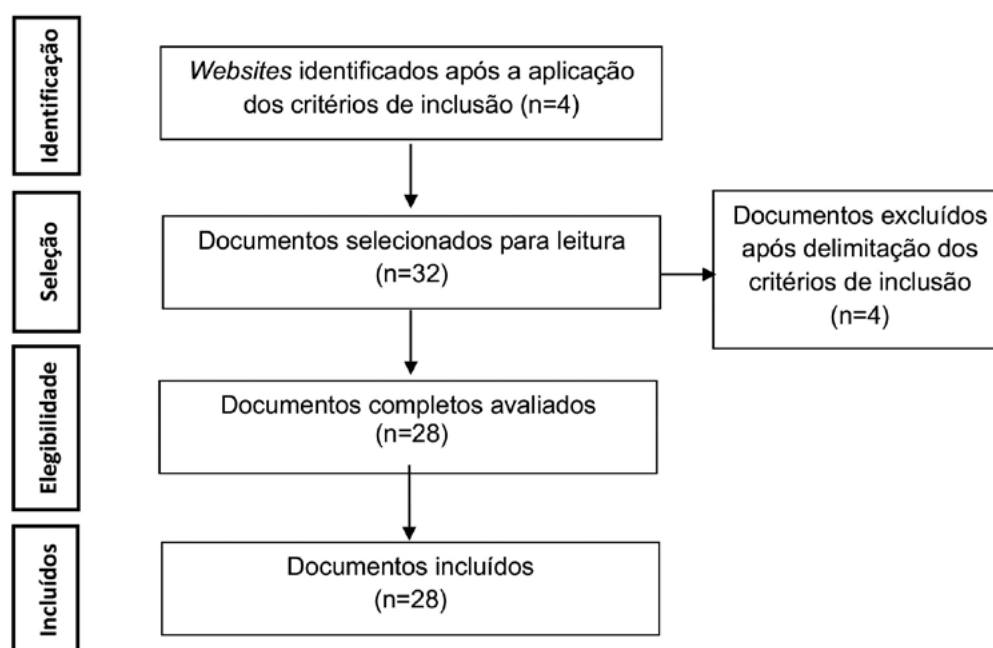 Identificação
Websites identificados após a aplicação
dos critérios de inclusão (n=4)
Seleção
Documentos selecionados para leitura
(n=32)
Documentos excluídos
após delimitação dos
critérios de inclusão
(n=4)
Elegibilidade
Documentos completos avaliados
(n=28)
Incluídos
Documentos incluídos
(n=28)